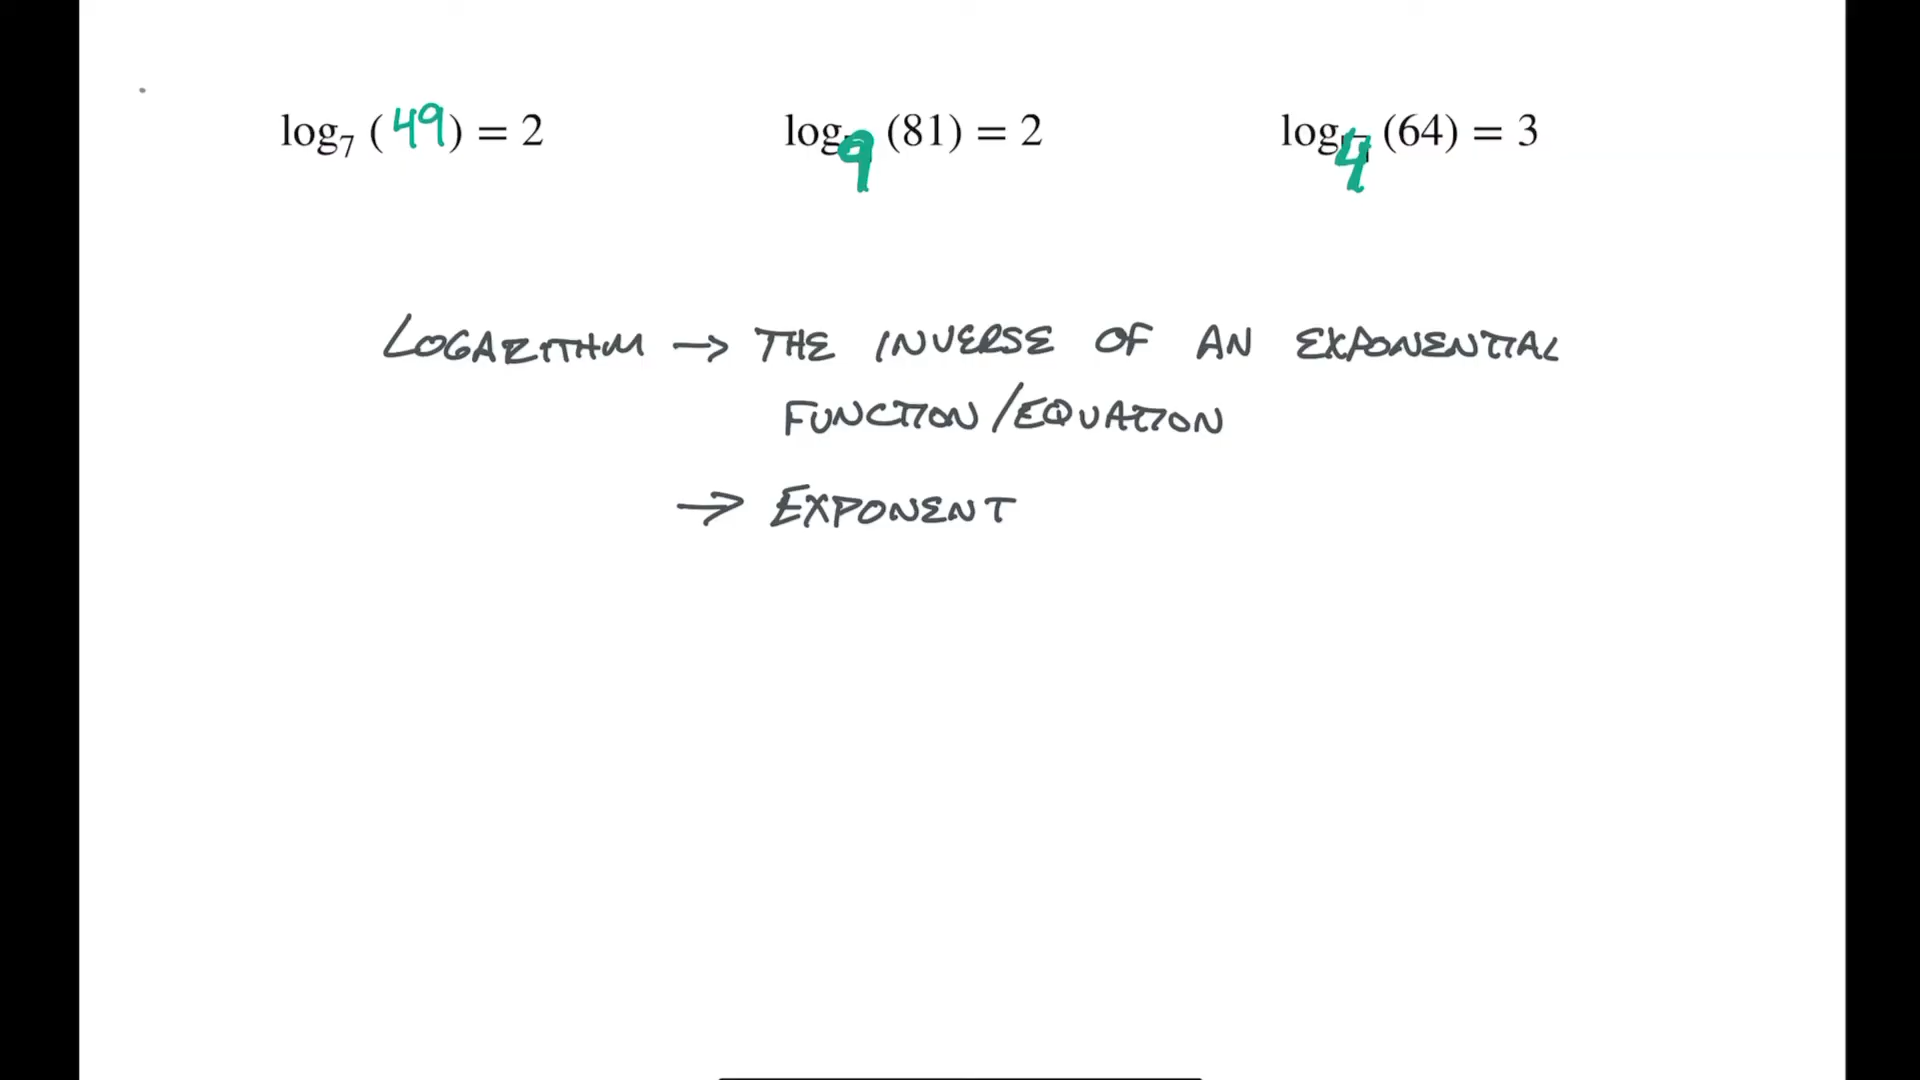 log₇ (49) = 2 log₉ (81) = 2 log₄ (64) = 3
LOGARITHM → THE INVERSE OF AN EXPONENTIAL
FUNCTION/EQUATION
→ EXPONENT